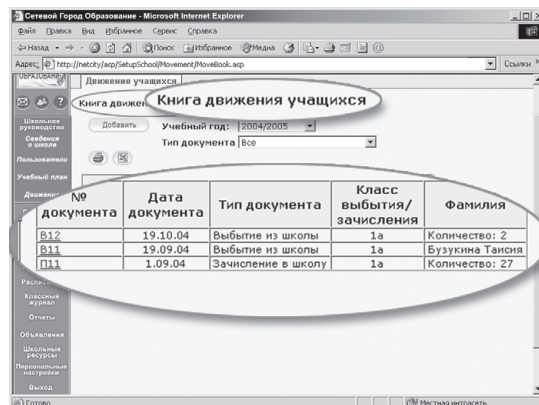 Сетевой Город Образование - Microsoft Internet Explorer
Файл Правка Вид Избранное Сервис Справка
Назад Поиск Избранное Медиа
Адрес: http://netcity/asp/SetupSchool/Movement/MoveBook.asp Ссылки
ОБРАЗОВАНИЕ Движение учащихся
Книга движен Книга движения учащихся
Добавить Учебный год: 2004/2005
Тип документа Все
Школьное руководство
Сведения о школе
Пользователи
Учебный план
№ документа Дата документа Тип документа Класс выбытия/зачисления Фамилия
В12 19.10.04 Выбытие из школы 1а Количество: 2
В11 19.09.04 Выбытие из школы 1а Бузукина Таисия
П11 1.09.04 Зачисление в школу 1а Количество: 27
Классный журнал
Отчеты
Объявления
Школьные ресурсы
Персональные настройки
Выход
Готово Местная интрасеть